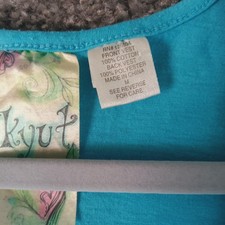 FRONT VEST
100% COTTON
BACK VEST
100% POLYESTER
MADE IN CHINA
M
SEE REVERSE
FOR CARE
Kyut